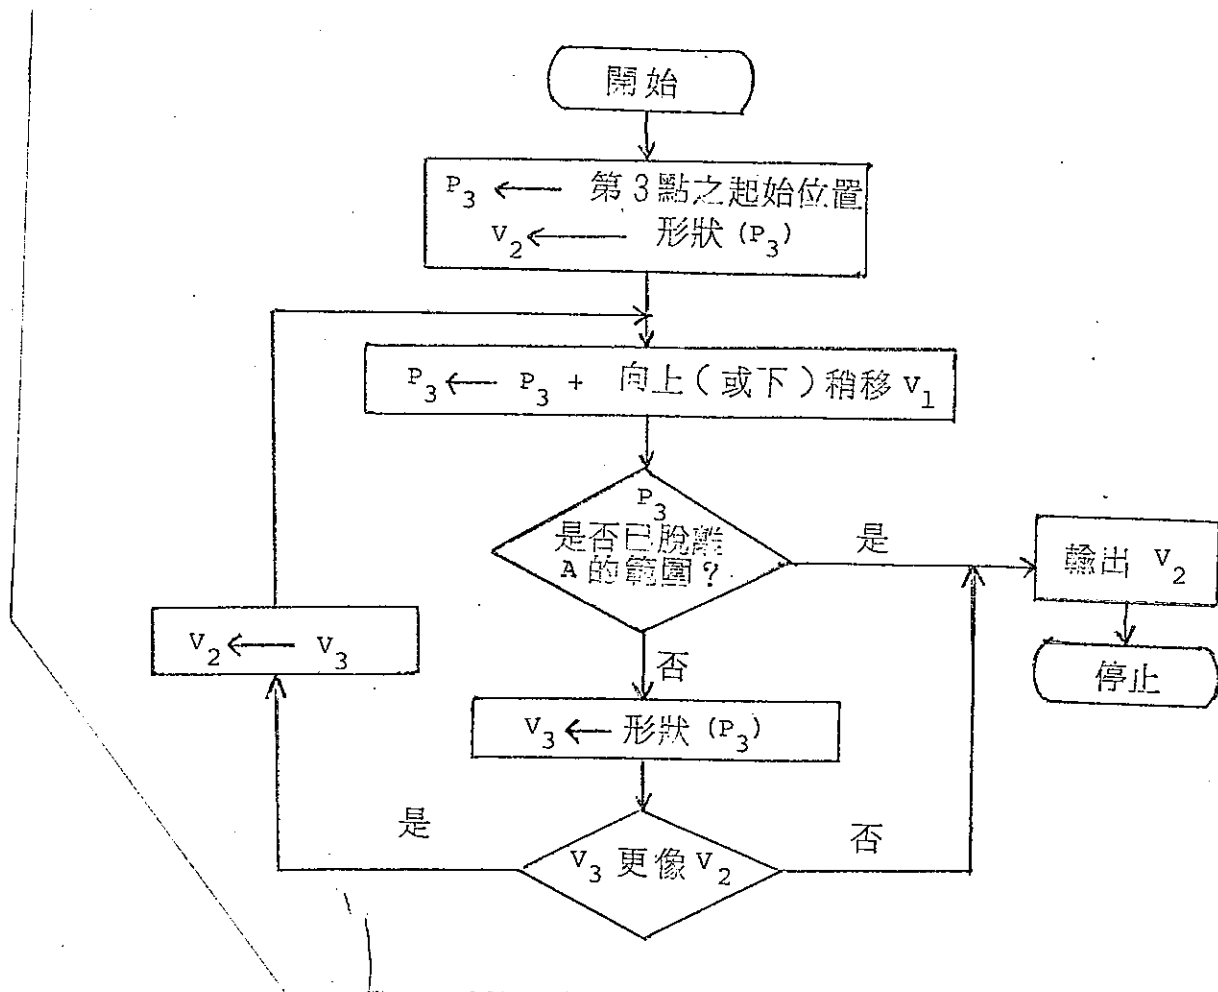 開始
P₃ ← 第3點之起始位置
V₂ ← 形狀 (P₃)
P₃ ← P₃ + 向上(或下)稍移 V₁
P₃
是否已脫離
A 的範圍?
是
輸出 V₂
停止
否
V₂ ← V₃
V₃ ← 形狀 (P₃)
是
V₃ 更像 V₂
否